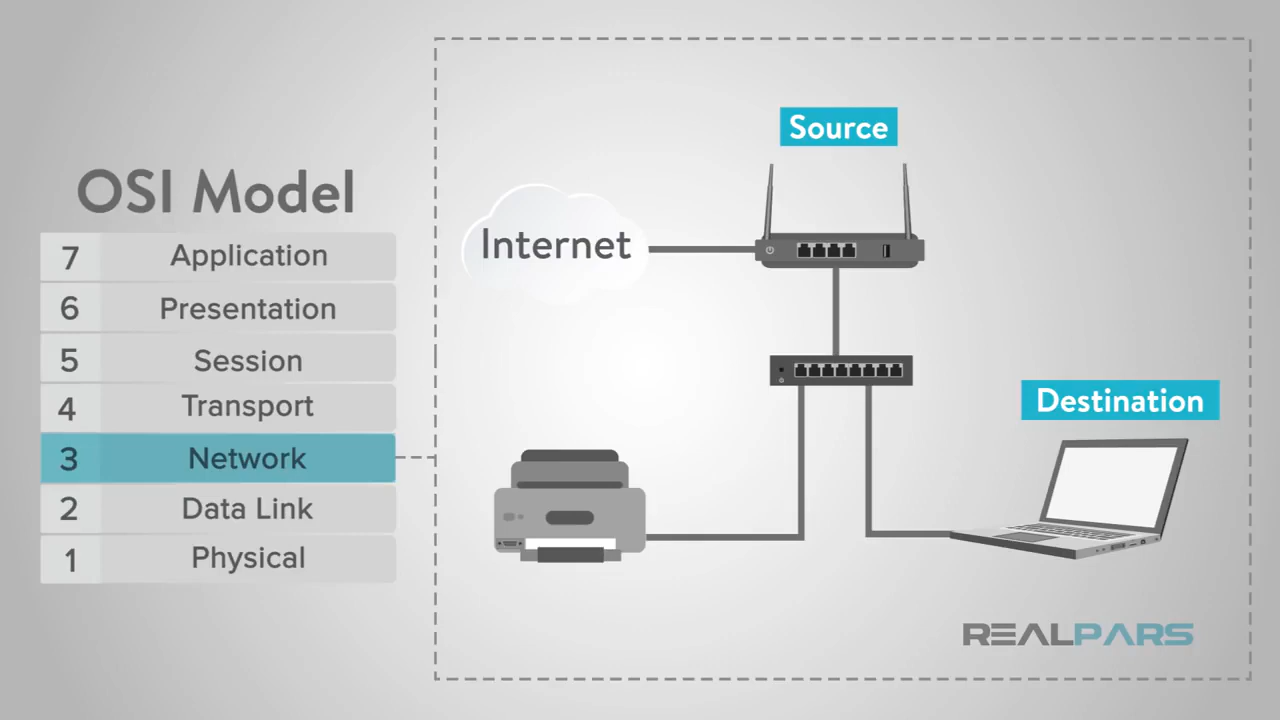 OSI Model
7 Application
6 Presentation
5 Session
4 Transport
3 Network
2 Data Link
1 Physical
Source
Internet
Destination
REALPARS